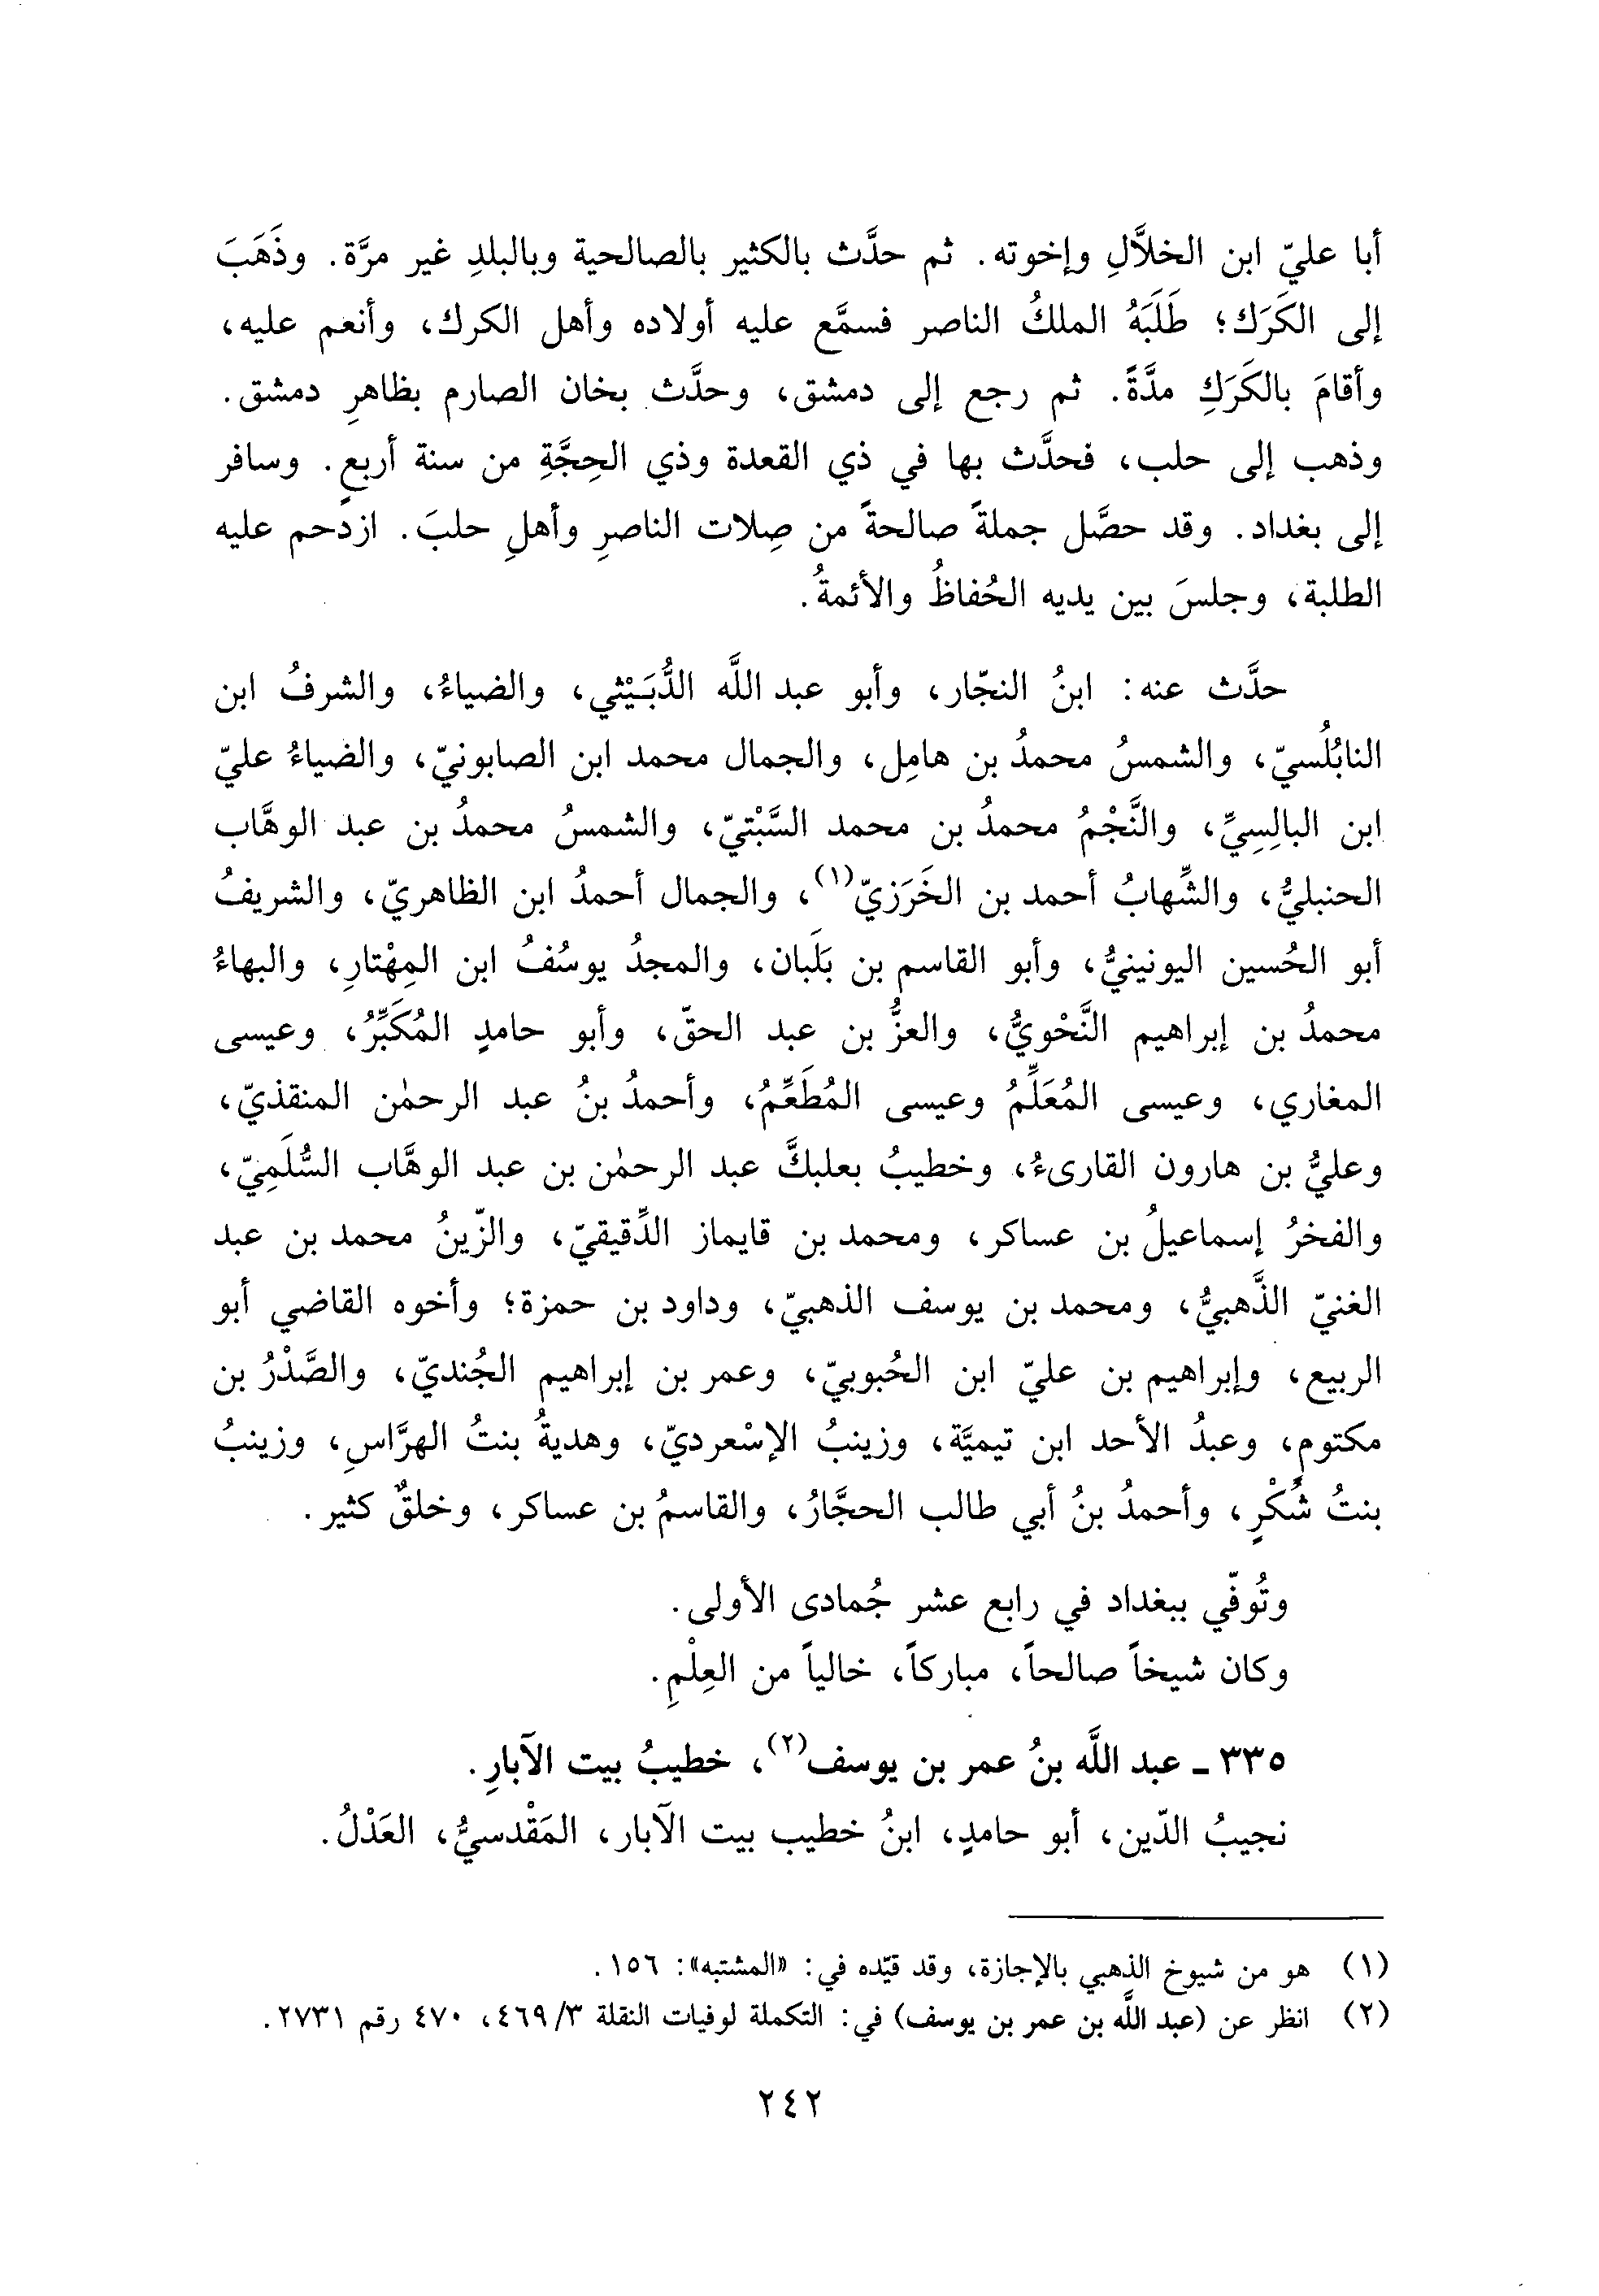 أبا عليّ ابن الخلاَّلِ وإخوته. ثم حدَّث بالكثير بالصالحية وبالبلدِ غير مرَّة. وذَهَبَ
إلى الكَرَك؛ طَلَبَهُ الملكُ الناصر فسمَّع عليه أولاده وأهل الكرك، وأنعم عليه،
وأقامَ بالكَرَكِ مدَّةً. ثم رجع إلى دمشق، وحدَّث بخان الصارم بظاهرِ دمشق.
وذهب إلى حلب، فحدَّث بها في ذي القعدة وذي الحِجَّةِ من سنة أربعٍ. وسافر
إلى بغداد. وقد حصَّل جملةً صالحةً من صِلات الناصرِ وأهلِ حلبَ. ازدحم عليه
الطلبة، وجلسَ بين يديه الحُفاظُ والأئمةُ.
حدَّث عنه: ابنُ النجّار، وأبو عبد اللَّه الدُّبَيْثي، والضياءُ، والشرفُ ابن
النابُلُسيّ، والشمسُ محمدُ بن هامِل، والجمال محمد ابن الصابونيّ، والضياءُ عليّ
ابن البالِسِيِّ، والنَّجْمُ محمدُ بن محمد السَّبْتيّ، والشمسُ محمدُ بن عبد الوهَّاب
الحنبليُّ، والشِّهابُ أحمد بن الخَرَزيّ(١)، والجمال أحمدُ ابن الظاهريّ، والشريفُ
أبو الحُسين اليونينيُّ، وأبو القاسم بن بَلَبان، والمجدُ يوسُفُ ابن المِهْتارِ، والبهاءُ
محمدُ بن إبراهيم النَّحْويُّ، والعزُّ بن عبد الحقّ، وأبو حامدٍ المُكَبِّرُ، وعيسى
المغاري، وعيسى المُعَلِّمُ وعيسى المُطَعِّمُ، وأحمدُ بنُ عبد الرحمٰن المنقذيّ،
وعليُّ بن هارون القارىءُ، وخطيبُ بعلبكَّ عبد الرحمٰن بن عبد الوهَّاب السُّلَمِيّ،
والفخرُ إسماعيلُ بن عساكر، ومحمد بن قايماز الدِّقيقيّ، والزّينُ محمد بن عبد
الغنيّ الذَّهبيُّ، ومحمد بن يوسف الذهبيّ، وداود بن حمزة؛ وأخوه القاضي أبو
الربيع، وإبراهيم بن عليّ ابن الحُبوبيّ، وعمر بن إبراهيم الجُنديّ، والصَّدْرُ بن
مكتومٍ، وعبدُ الأحد ابن تيميَّة، وزينبُ الإسْعرديّ، وهديةُ بنتُ الهرَّاسِ، وزينبُ
بنتُ شُكْرٍ، وأحمدُ بنُ أبي طالب الحجَّارُ، والقاسمُ بن عساكر، وخلقٌ كثير.
وتُوفّي ببغداد في رابع عشر جُمادى الأولى.
وكان شيخاً صالحاً، مباركاً، خالياً من العِلْمِ.
٣٣٥ ـ عبد اللَّه بنُ عمر بن يوسف(٢)، خطيبُ بيت الآبارِ.
نجيبُ الدّين، أبو حامدٍ، ابنُ خطيب بيت الآبار، المَقْدسيُّ، العَدْلُ.
(١) هو من شيوخ الذهبي بالإجازة، وقد قيّده في: «المشتبه»: ١٥٦.
(٢) انظر عن (عبد اللَّه بن عمر بن يوسف) في: التكملة لوفيات النقلة ٣/ ٤٦٩، ٤٧٠ رقم ٢٧٣١.
٢٤٢